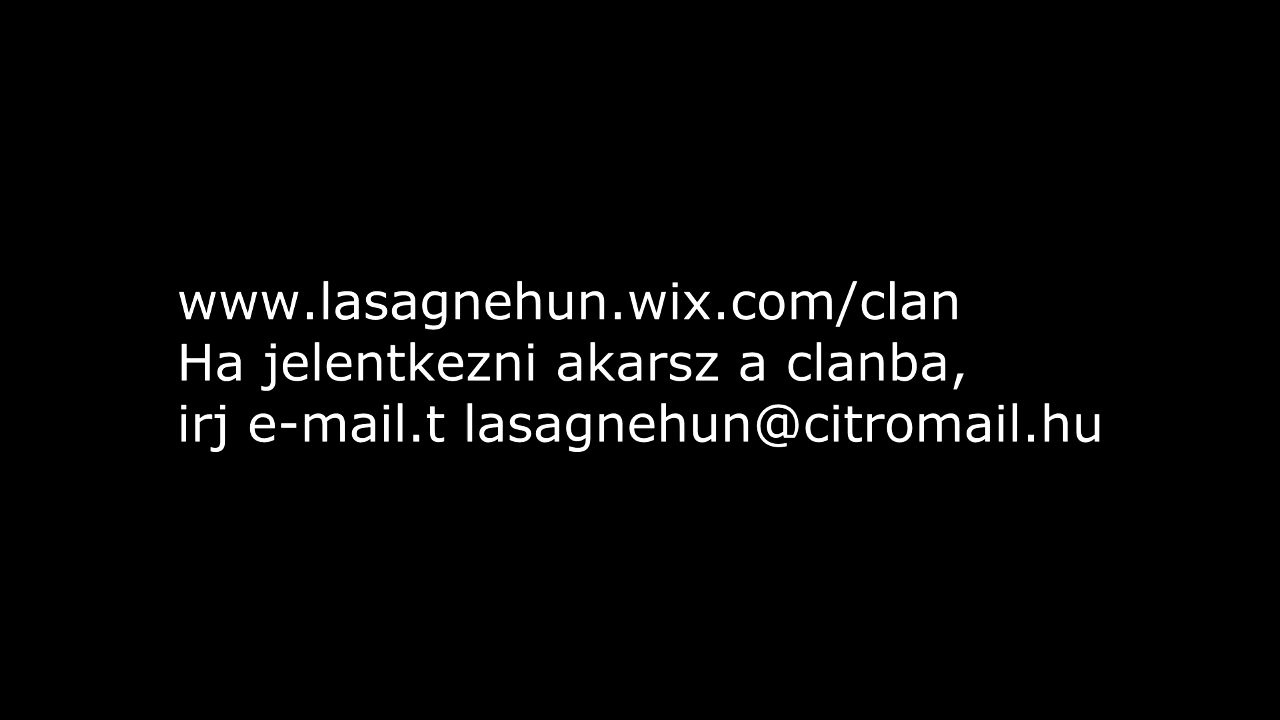 www.lasagnehun.wix.com/clan
Ha jelentkezni akarsz a clanba,
irj e-mail.t lasagnehun@citromail.hu